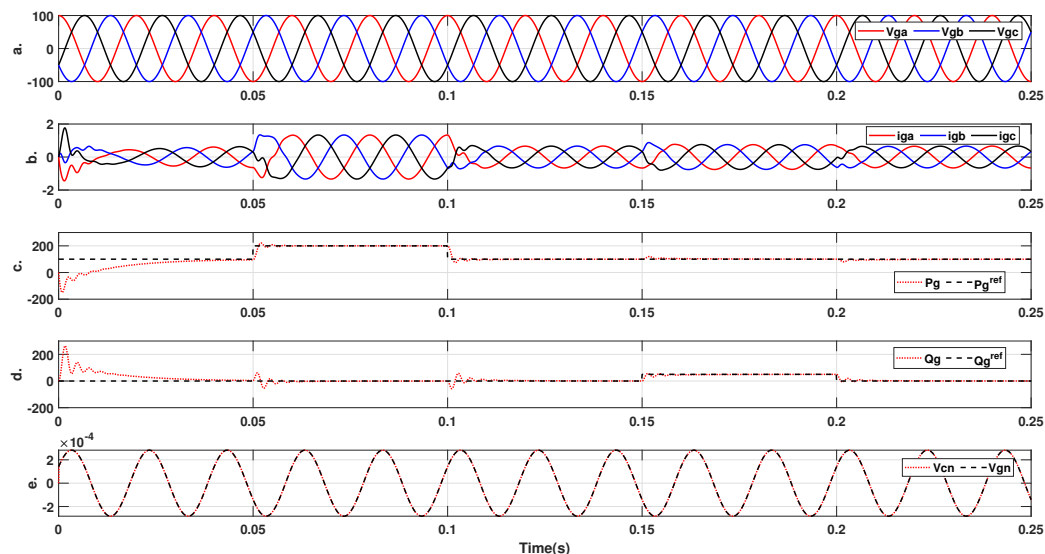 100
0
-100
a.
Vga Vgb Vgc
0 0.05 0.1 0.15 0.2 0.25
2
0
-2
b.
iga igb igc
0 0.05 0.1 0.15 0.2 0.25
200
0
-200
c.
Pg Pg^ref
0 0.05 0.1 0.15 0.2 0.25
200
0
-200
d.
Qg Qg^ref
0 0.05 0.1 0.15 0.2 0.25
×10^-4
2
0
-2
e.
Vcn Vgn
0 0.05 0.1 0.15 0.2 0.25
Time(s)